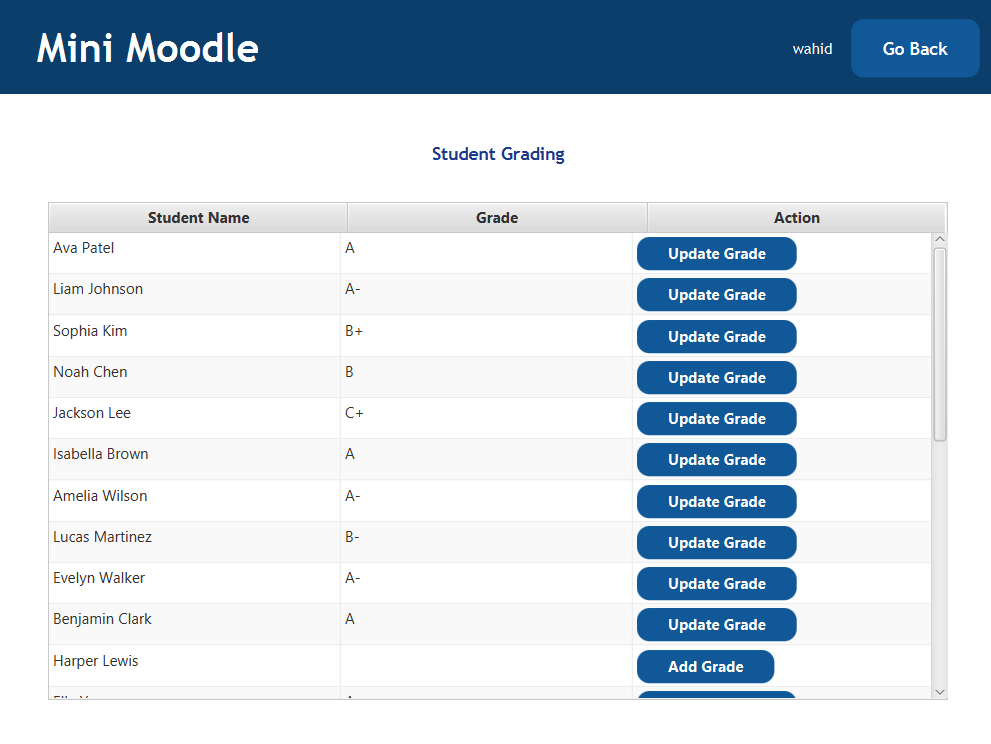 Mini Moodle
wahid
Go Back
Student Grading
Student Name Grade Action
Ava Patel A Update Grade
Liam Johnson A- Update Grade
Sophia Kim B+ Update Grade
Noah Chen B Update Grade
Jackson Lee C+ Update Grade
Isabella Brown A Update Grade
Amelia Wilson A- Update Grade
Lucas Martinez B- Update Grade
Evelyn Walker A- Update Grade
Benjamin Clark A Update Grade
Harper Lewis Add Grade